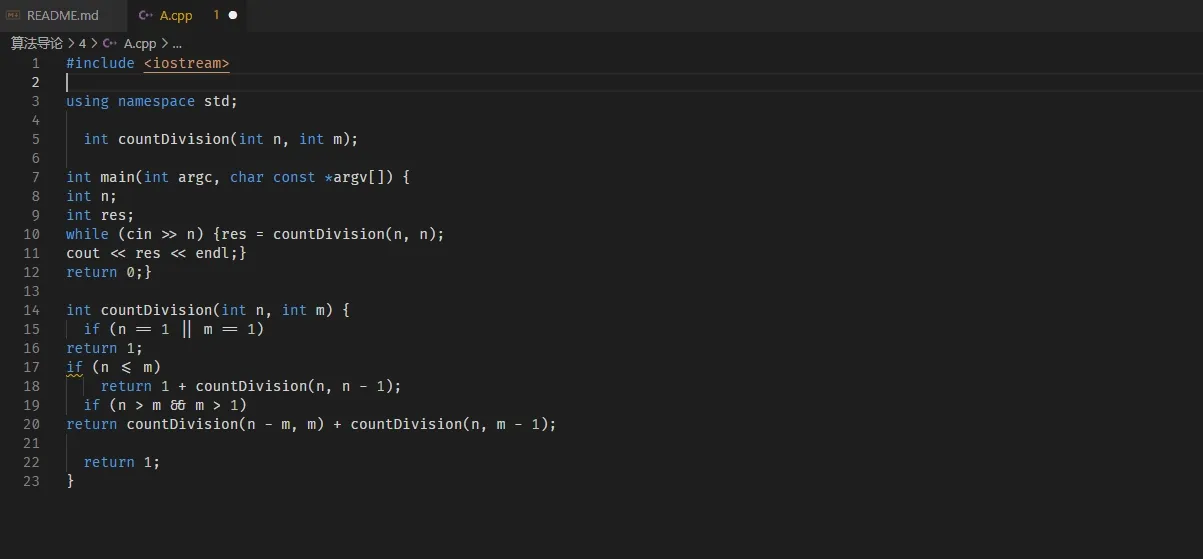 README.md A.cpp 1
算法导论 > 4 > A.cpp > ...
1 #include <iostream>
2
3 using namespace std;
4
5 int countDivision(int n, int m);
6
7 int main(int argc, char const *argv[]) {
8 int n;
9 int res;
10 while (cin >> n) {res = countDivision(n, n);
11 cout << res << endl;}
12 return 0;}
13
14 int countDivision(int n, int m) {
15 if (n == 1 || m == 1)
16 return 1;
17 if (n <= m)
18 return 1 + countDivision(n, n - 1);
19 if (n > m && m > 1)
20 return countDivision(n - m, m) + countDivision(n, m - 1);
21
22 return 1;
23 }